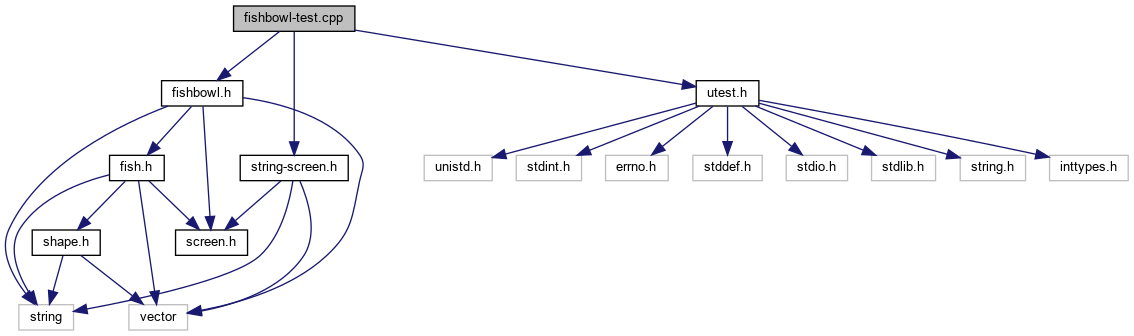 fishbowl-test.cpp
fishbowl.h
utest.h
fish.h
string-screen.h
unistd.h
stdint.h
errno.h
stddef.h
stdio.h
stdlib.h
string.h
inttypes.h
shape.h
screen.h
string
vector